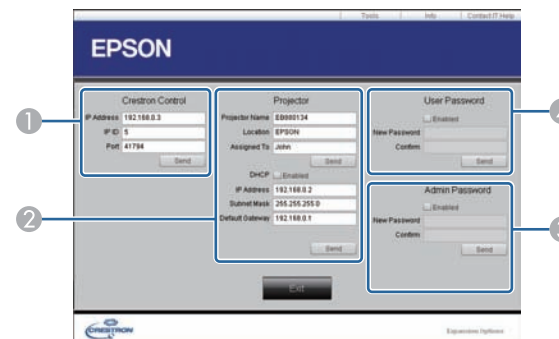 Tools Info Contact IT Help
EPSON
Crestron Control
IP Address 192.168.0.3
IP ID 5
Port 41794
Send
Projector
Projector Name EB880134
Location EPSON
Assigned To John
Send
DHCP Enabled
IP Address 192.168.0.2
Subnet Mask 255.255.255.0
Default Gateway 192.168.0.1
Send
User Password
Enabled
New Password
Confirm
Send
Admin Password
Enabled
New Password
Confirm
Send
1
2
Exit
CRESTRON
Expansion Options